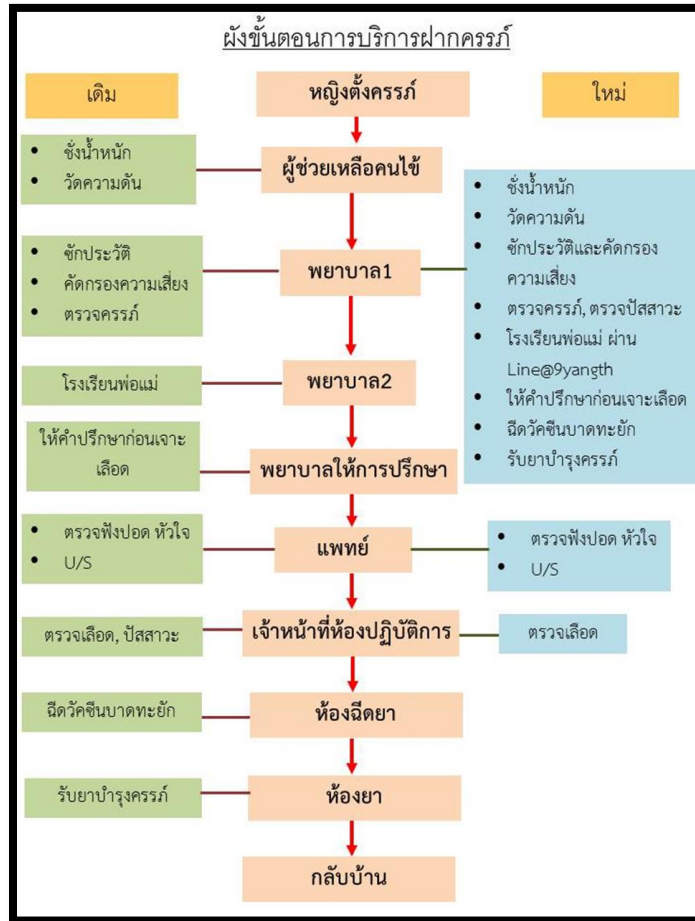 ผังขั้นตอนการบริการฝากครรภ์
เดิม
หญิงตั้งครรภ์
ใหม่
• ชั่งน้ำหนัก
• วัดความดัน
ผู้ช่วยเหลือคนไข้
• ชั่งน้ำหนัก
• วัดความดัน
• ซักประวัติและคัดกรอง
ความเสี่ยง
• ตรวจครรภ์, ตรวจปัสสาวะ
• โรงเรียนพ่อแม่ ผ่าน
Line@9yangth
• ให้คำปรึกษาก่อนเจาะเลือด
• ฉีดวัคซีนบาดทะยัก
• รับยาบำรุงครรภ์
• ซักประวัติ
• คัดกรองความเสี่ยง
• ตรวจครรภ์
พยาบาล1
โรงเรียนพ่อแม่
พยาบาล2
ให้คำปรึกษาก่อนเจาะ
เลือด
พยาบาลให้การปรึกษา
• ตรวจฟังปอด หัวใจ
• U/S
แพทย์
• ตรวจฟังปอด หัวใจ
• U/S
ตรวจเลือด, ปัสสาวะ
เจ้าหน้าที่ห้องปฏิบัติการ
ตรวจเลือด
ฉีดวัคซีนบาดทะยัก
ห้องฉีดยา
รับยาบำรุงครรภ์
ห้องยา
กลับบ้าน